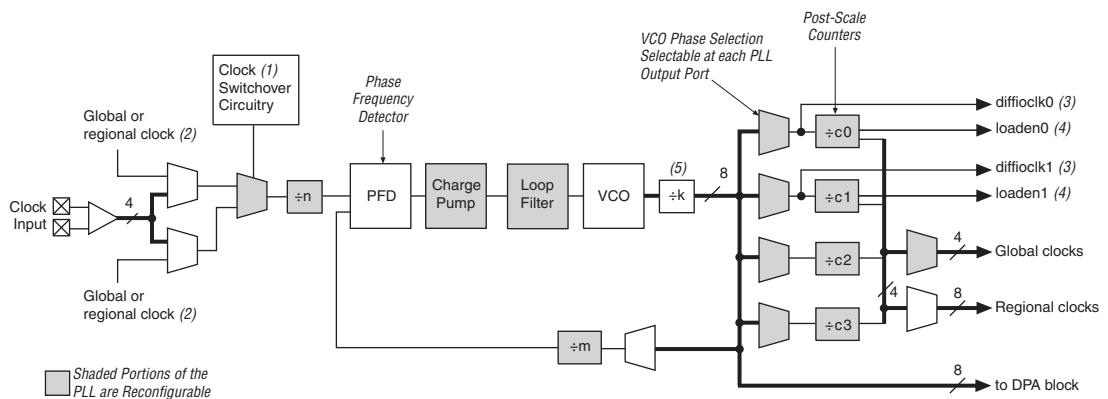 Post-Scale
Counters
VCO Phase Selection
Selectable at each PLL
Output Port
Clock (1)
Switchover
Circuitry
Phase
Frequency
Detector
Global or
regional clock (2)
Clock
Input
4
Global or
regional clock (2)
÷n
PFD
Charge
Pump
Loop
Filter
VCO
(5)
÷k
8
÷c0
÷c1
÷c2
÷c3
÷m
diffioclk0 (3)
loaden0 (4)
diffioclk1 (3)
loaden1 (4)
4
Global clocks
4
8
Regional clocks
8
to DPA block
Shaded Portions of the
PLL are Reconfigurable